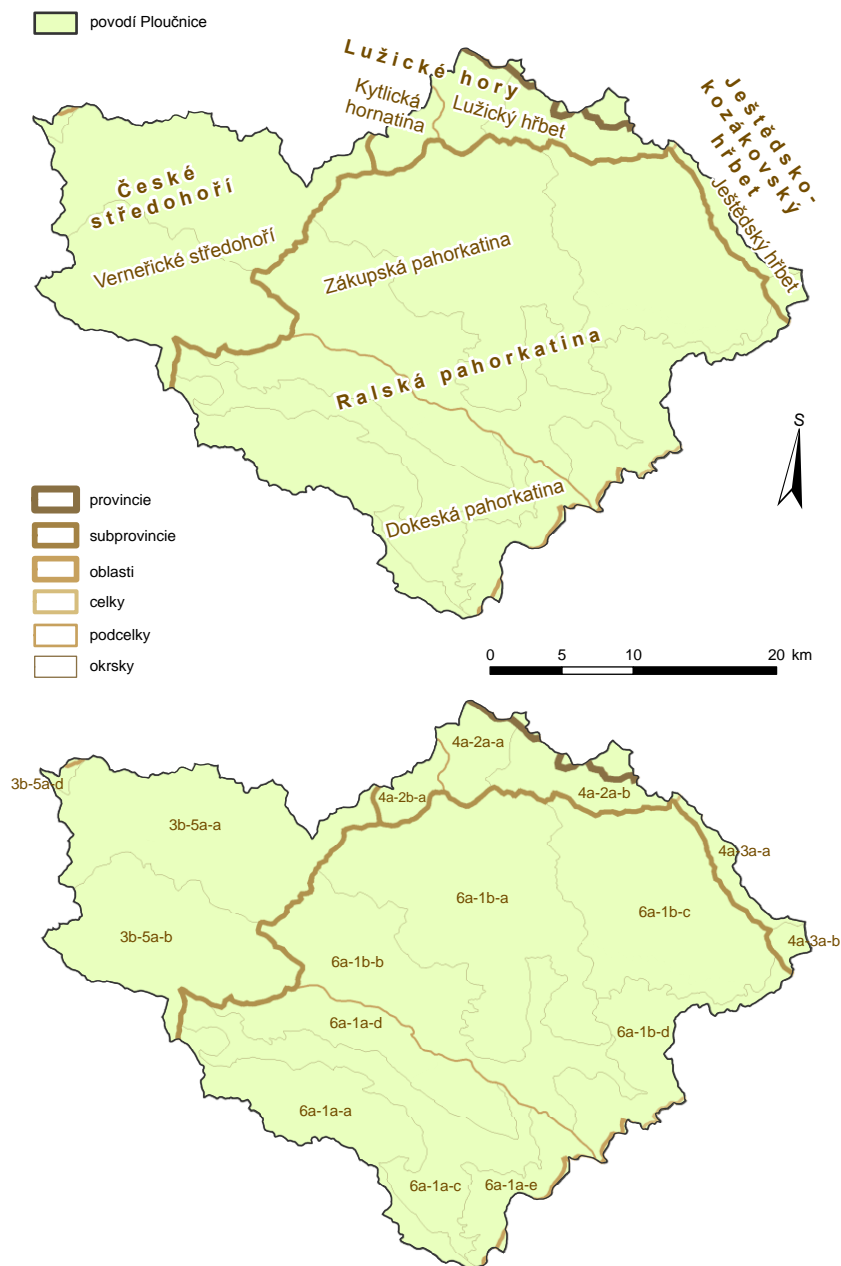 povodí Ploučnice
Lužické hory
Kytlická
hornatina
Lužický hřbet
Ještědsko-
kozákovský
hřbet
Ještědský hřbet
České
středohoří
Verneřické středohoří
Zákupská pahorkatina
Ralská pahorkatina
Dokeská pahorkatina
S
provincie
subprovincie
oblasti
celky
podcelky
okrsky
0 5 10 20 km
4a-2a-a
3b-5a-d
4a-2b-a
4a-2a-b
3b-5a-a
4a-3a-a
6a-1b-a
6a-1b-c
3b-5a-b
4a-3a-b
6a-1b-b
6a-1a-d
6a-1b-d
6a-1a-a
6a-1a-c
6a-1a-e